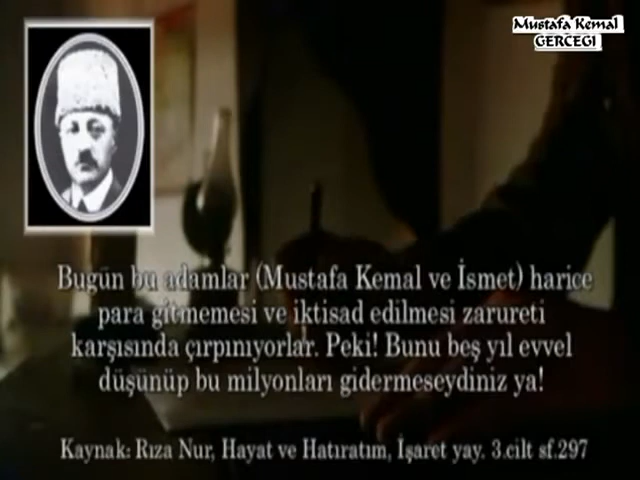 Mustafa Kemal
GERCEGI
Bugün bu adamlar (Mustafa Kemal ve İsmet) harice
para gitmemesi ve iktisad edilmesi zarureti
karşısında çırpınıyorlar. Peki! Bunu beş yıl evvel
düşünüp bu milyonları gidermeseydiniz ya!
Kaynak: Rıza Nur, Hayat ve Hatıratım, İşaret yay. 3.cilt sf.297